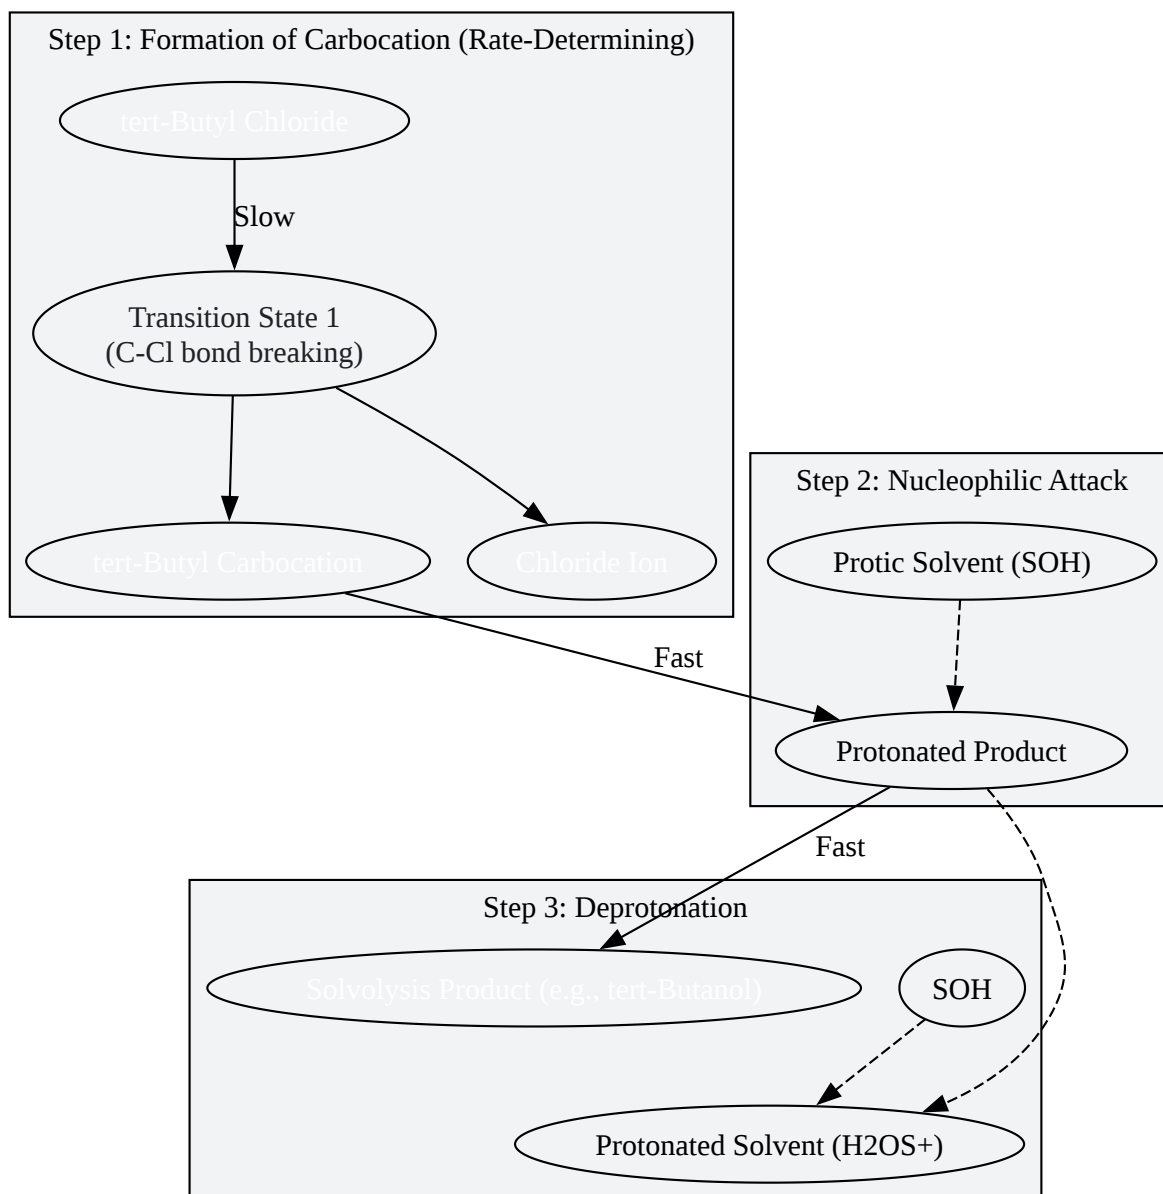 Step 1: Formation of Carbocation (Rate-Determining)
tert-Butyl Chloride
Slow
Transition State 1
(C-Cl bond breaking)
tert-Butyl Carbocation
Chloride Ion
Step 2: Nucleophilic Attack
Protic Solvent (SOH)
Fast
Protonated Product
Fast
Step 3: Deprotonation
Solvolysis Product (e.g., tert-Butanol)
SOH
Protonated Solvent (H2OS+)